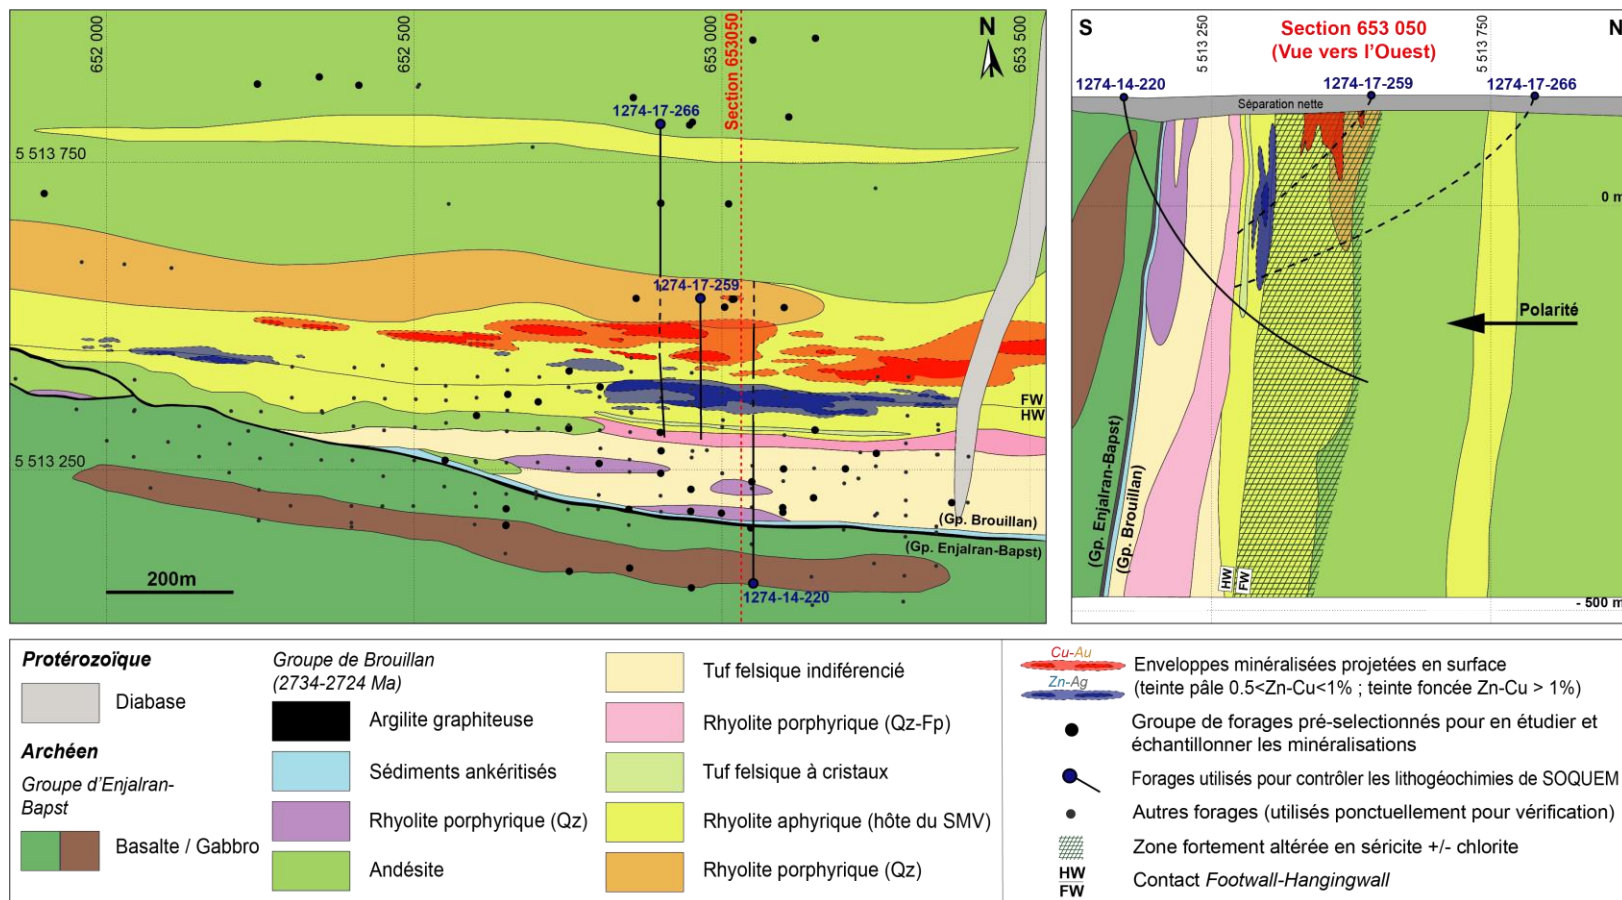 652 000
652 500
653 000
Section 653050
N
653 500
1274-17-266
5 513 750
1274-17-259
FW
HW
5 513 250
(Gp. Brouillan)
(Gp. Enjalran-Bapst)
200m
1274-14-220
S
5 513 250
Section 653 050
(Vue vers l'Ouest)
5 513 750
N
1274-14-220
1274-17-259
1274-17-266
Séparation nette
0 m
Polarité
(Gp. Enjalran-Bapst)
(Gp. Brouillan)
HW
FW
- 500 m
Protérozoïque
Diabase
Archéen
Groupe d'Enjalran-
Bapst
Basalte / Gabbro
Groupe de Brouillan
(2734-2724 Ma)
Argilite graphiteuse
Sédiments ankéritisés
Rhyolite porphyrique (Qz)
Andésite
Tuf felsique indiférencié
Rhyolite porphyrique (Qz-Fp)
Tuf felsique à cristaux
Rhyolite aphyrique (hôte du SMV)
Rhyolite porphyrique (Qz)
Cu-Au
Zn-Ag
Enveloppes minéralisées projetées en surface
(teinte pâle 0.5<Zn-Cu<1% ; teinte foncée Zn-Cu > 1%)
Groupe de forages pré-selectionnés pour en étudier et
échantillonner les minéralisations
Forages utilisés pour contrôler les lithogéochimies de SOQUEM
Autres forages (utilisés ponctuellement pour vérification)
Zone fortement altérée en séricite +/- chlorite
HW
FW
Contact Footwall-Hangingwall